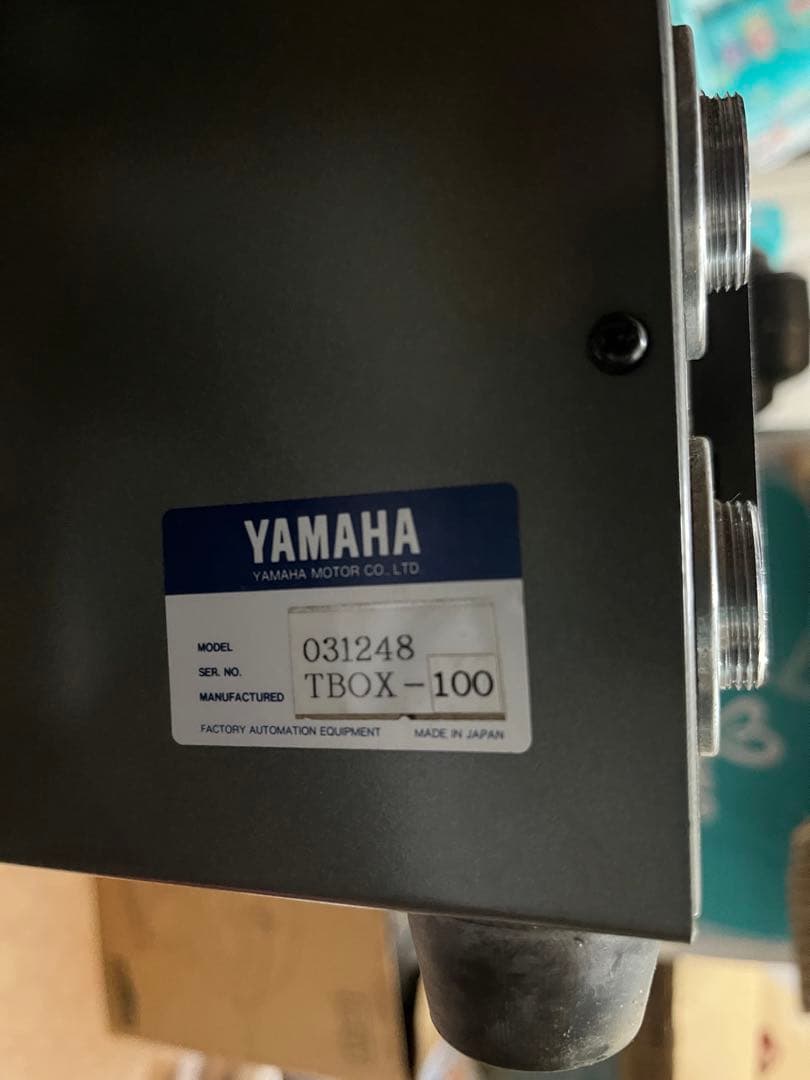 YAMAHA
YAMAHA MOTOR CO., LTD.
MODEL 031248
SER. NO.
MANUFACTURED TBOX-100
FACTORY AUTOMATION EQUIPMENT MADE IN JAPAN